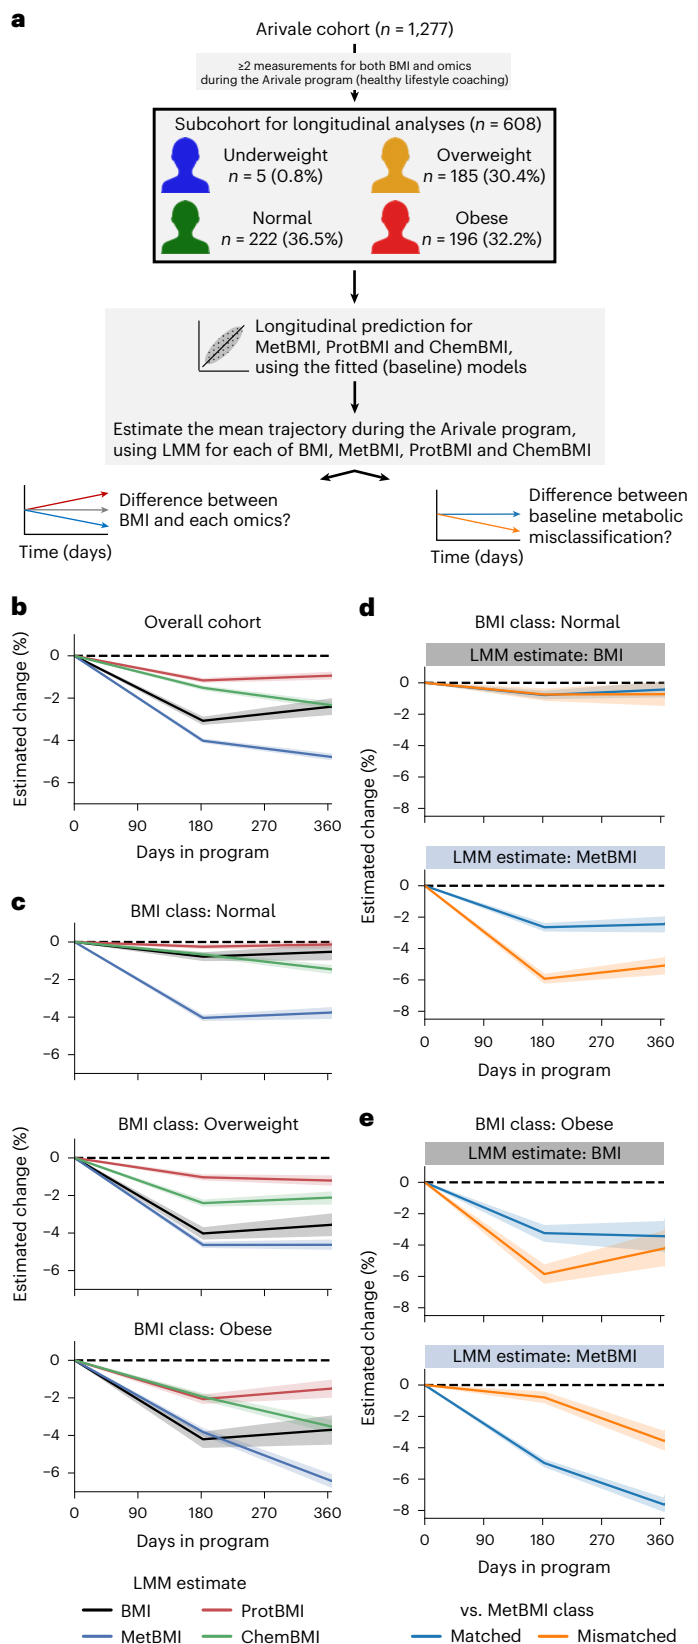 a
Arivale cohort (n = 1,277)
≥2 measurements for both BMI and omics
during the Arivale program (healthy lifestyle coaching)
Subcohort for longitudinal analyses (n = 608)
Underweight
n = 5 (0.8%)
Overweight
n = 185 (30.4%)
Normal
n = 222 (36.5%)
Obese
n = 196 (32.2%)
Longitudinal prediction for
MetBMI, ProtBMI and ChemBMI,
using the fitted (baseline) models
Estimate the mean trajectory during the Arivale program,
using LMM for each of BMI, MetBMI, ProtBMI and ChemBMI
Difference between
BMI and each omics?
Time (days)
Difference between
baseline metabolic
misclassification?
Time (days)
b
Overall cohort
Estimated change (%)
0
−2
−4
−6
0 90 180 270 360
Days in program
c
BMI class: Normal
0
−2
−4
−6
BMI class: Overweight
Estimated change (%)
0
−2
−4
−6
BMI class: Obese
0
−2
−4
−6
0 90 180 270 360
Days in program
LMM estimate
BMI
ProtBMI
MetBMI
ChemBMI
d
BMI class: Normal
LMM estimate: BMI
0
−2
−4
−6
−8
Estimated change (%)
LMM estimate: MetBMI
0
−2
−4
−6
−8
0 90 180 270 360
Days in program
e
BMI class: Obese
LMM estimate: BMI
0
−2
−4
−6
−8
Estimated change (%)
LMM estimate: MetBMI
0
−2
−4
−6
−8
0 90 180 270 360
Days in program
vs. MetBMI class
Matched
Mismatched